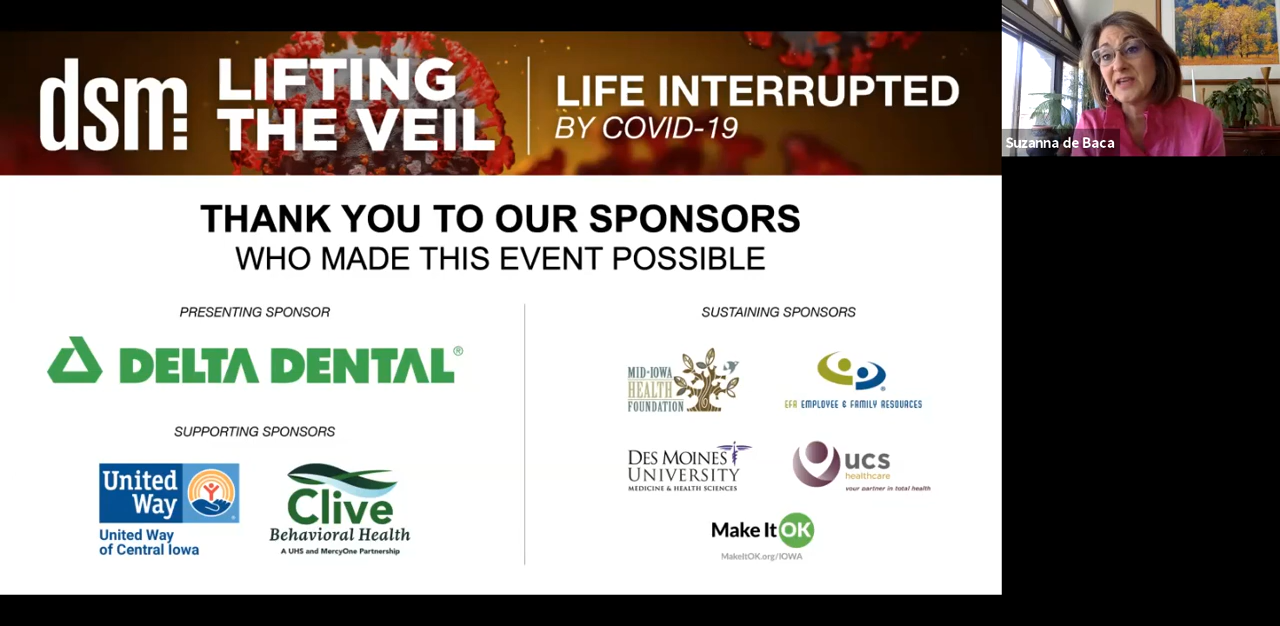 dsm
LIFTING
THE VEIL
LIFE INTERRUPTED
BY COVID-19
Suzanna de Baca
THANK YOU TO OUR SPONSORS
WHO MADE THIS EVENT POSSIBLE
PRESENTING SPONSOR
DELTA DENTAL®
SUPPORTING SPONSORS
United
Way
United Way
of Central Iowa
Clive
Behavioral Health
A UHS and MercyOne Partnership
SUSTAINING SPONSORS
MID-IOWA
HEALTH
FOUNDATION
EFR EMPLOYEE & FAMILY RESOURCES
DES MOINES
UNIVERSITY
MEDICINE & HEALTH SCIENCES
ucs
healthcare
your partner in total health
Make It OK
MakeItOK.org/IOWA